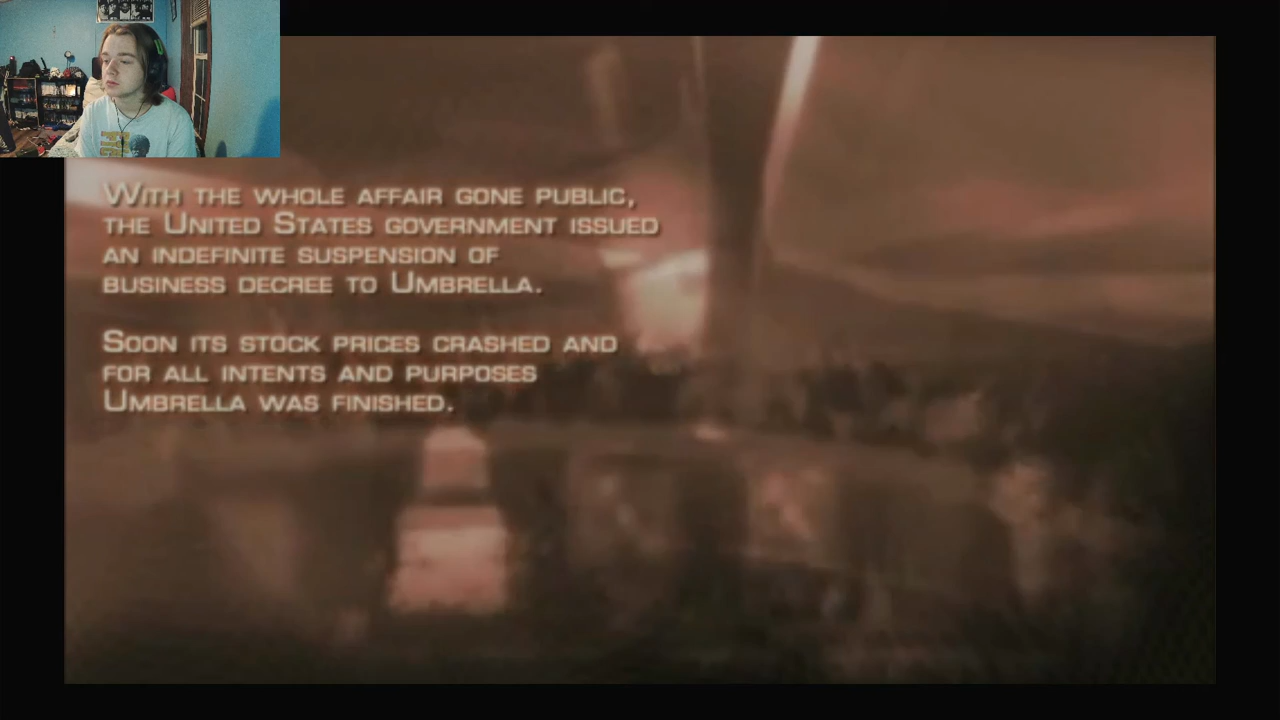 With the whole affair gone public,
the United States government issued
an indefinite suspension of
business decree to Umbrella.
Soon its stock prices crashed and
for all intents and purposes
Umbrella was finished.